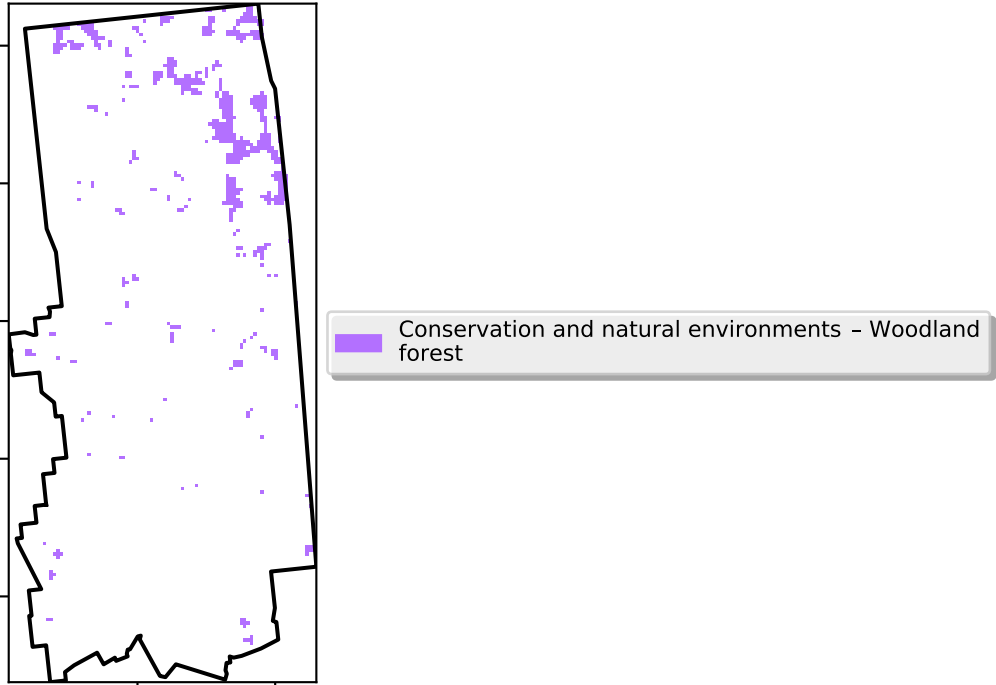 Conservation and natural environments – Woodland
forest